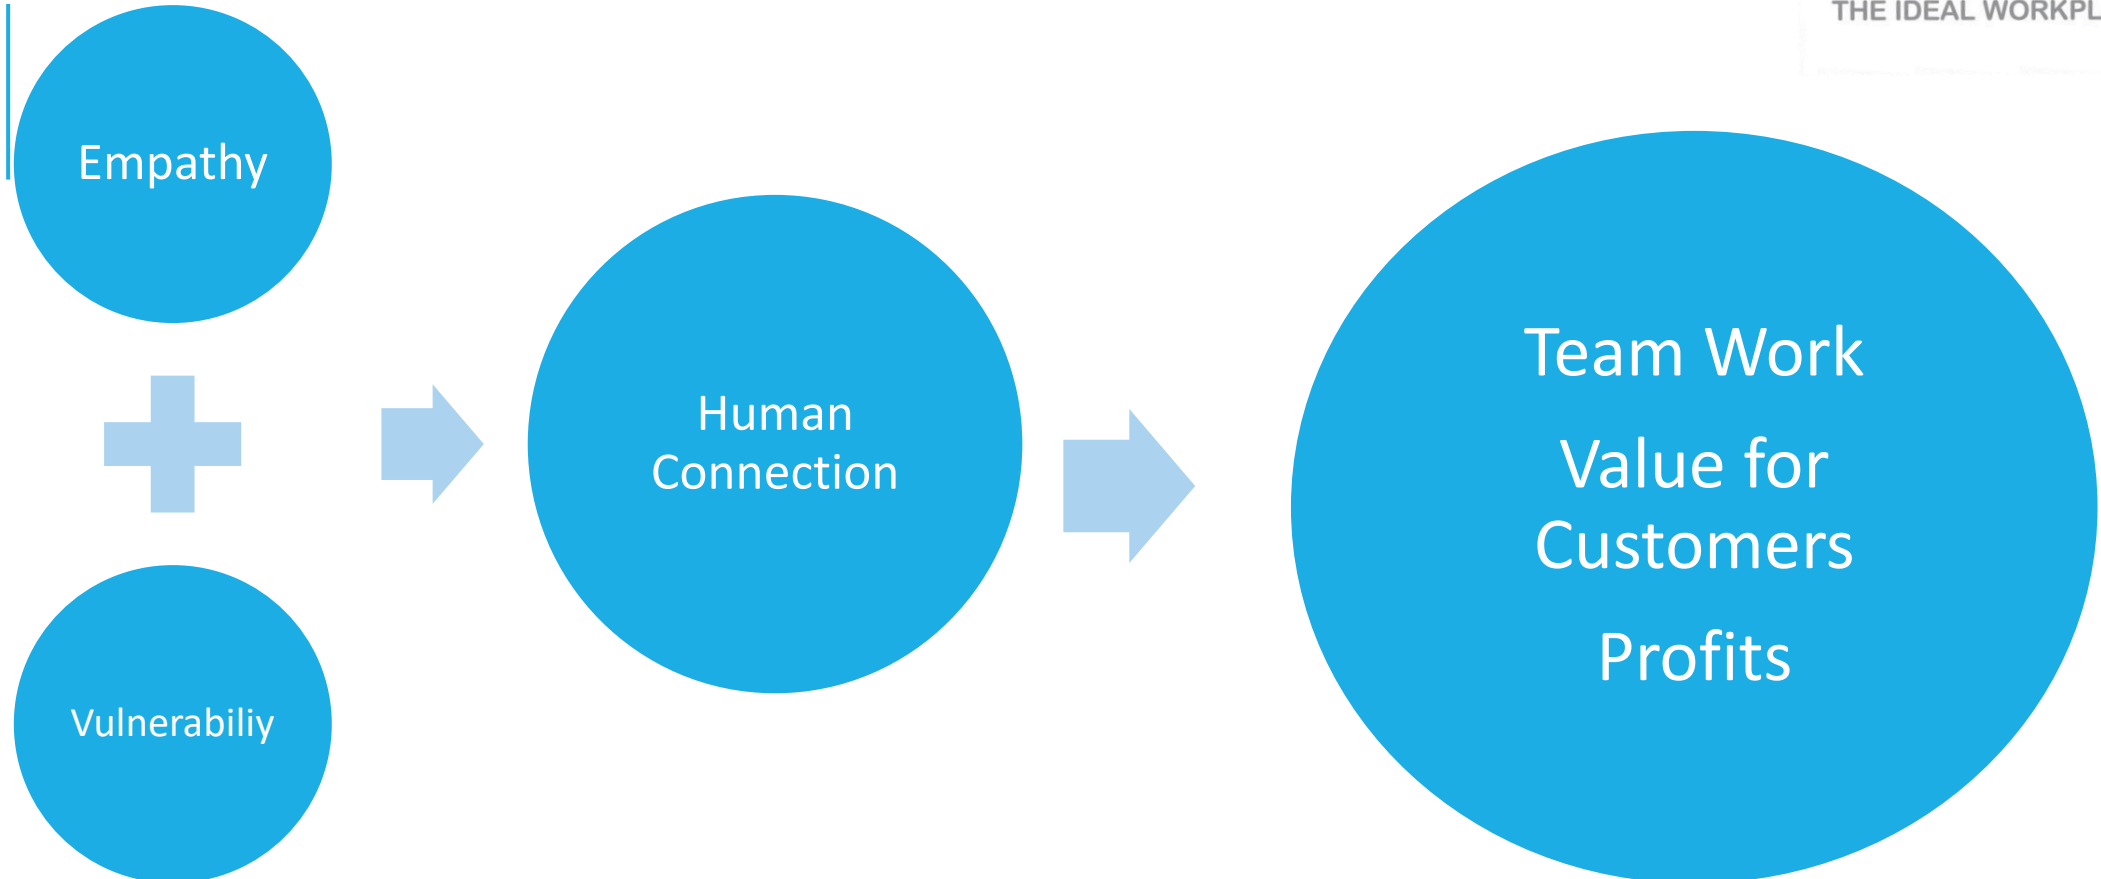 THE IDEAL WORKPL
Empathy
Vulnerabiliy
Human
Connection
Team Work
Value for
Customers
Profits